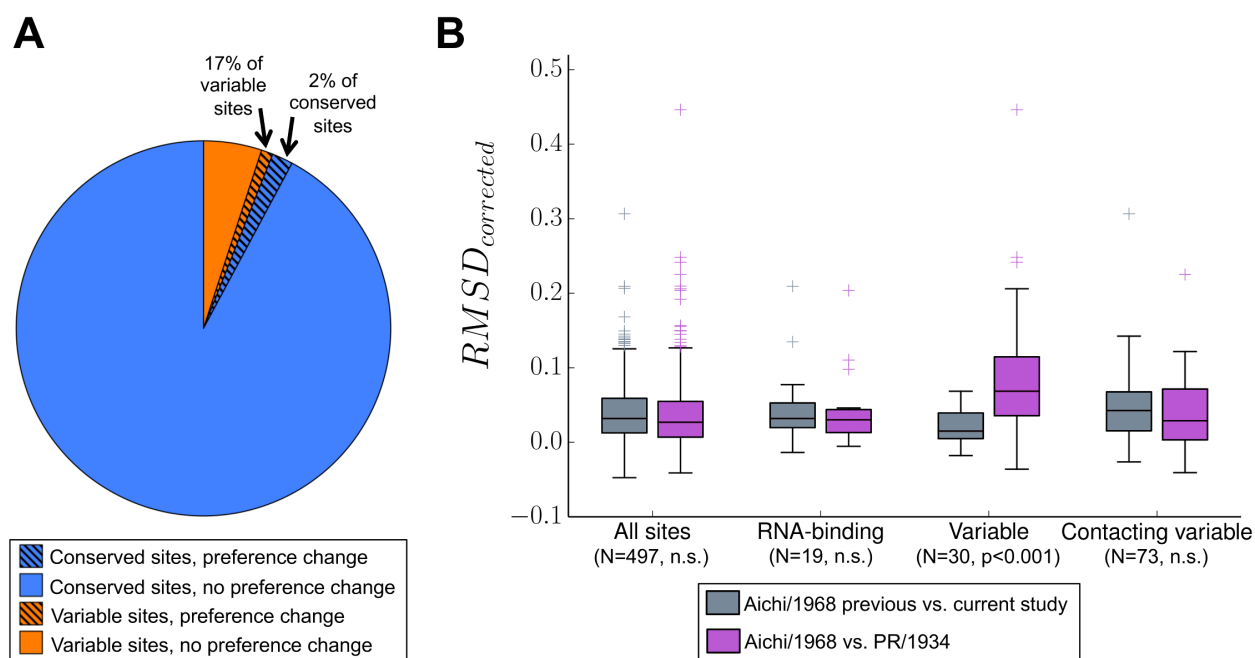 A
17% of
variable
sites
2% of
conserved
sites
Conserved sites, preference change
Conserved sites, no preference change
Variable sites, preference change
Variable sites, no preference change
B
RMSD_corrected
0.5
0.4
0.3
0.2
0.1
0.0
−0.1
All sites
(N=497, n.s.)
RNA-binding
(N=19, n.s.)
Variable
(N=30, p<0.001)
Contacting variable
(N=73, n.s.)
Aichi/1968 previous vs. current study
Aichi/1968 vs. PR/1934